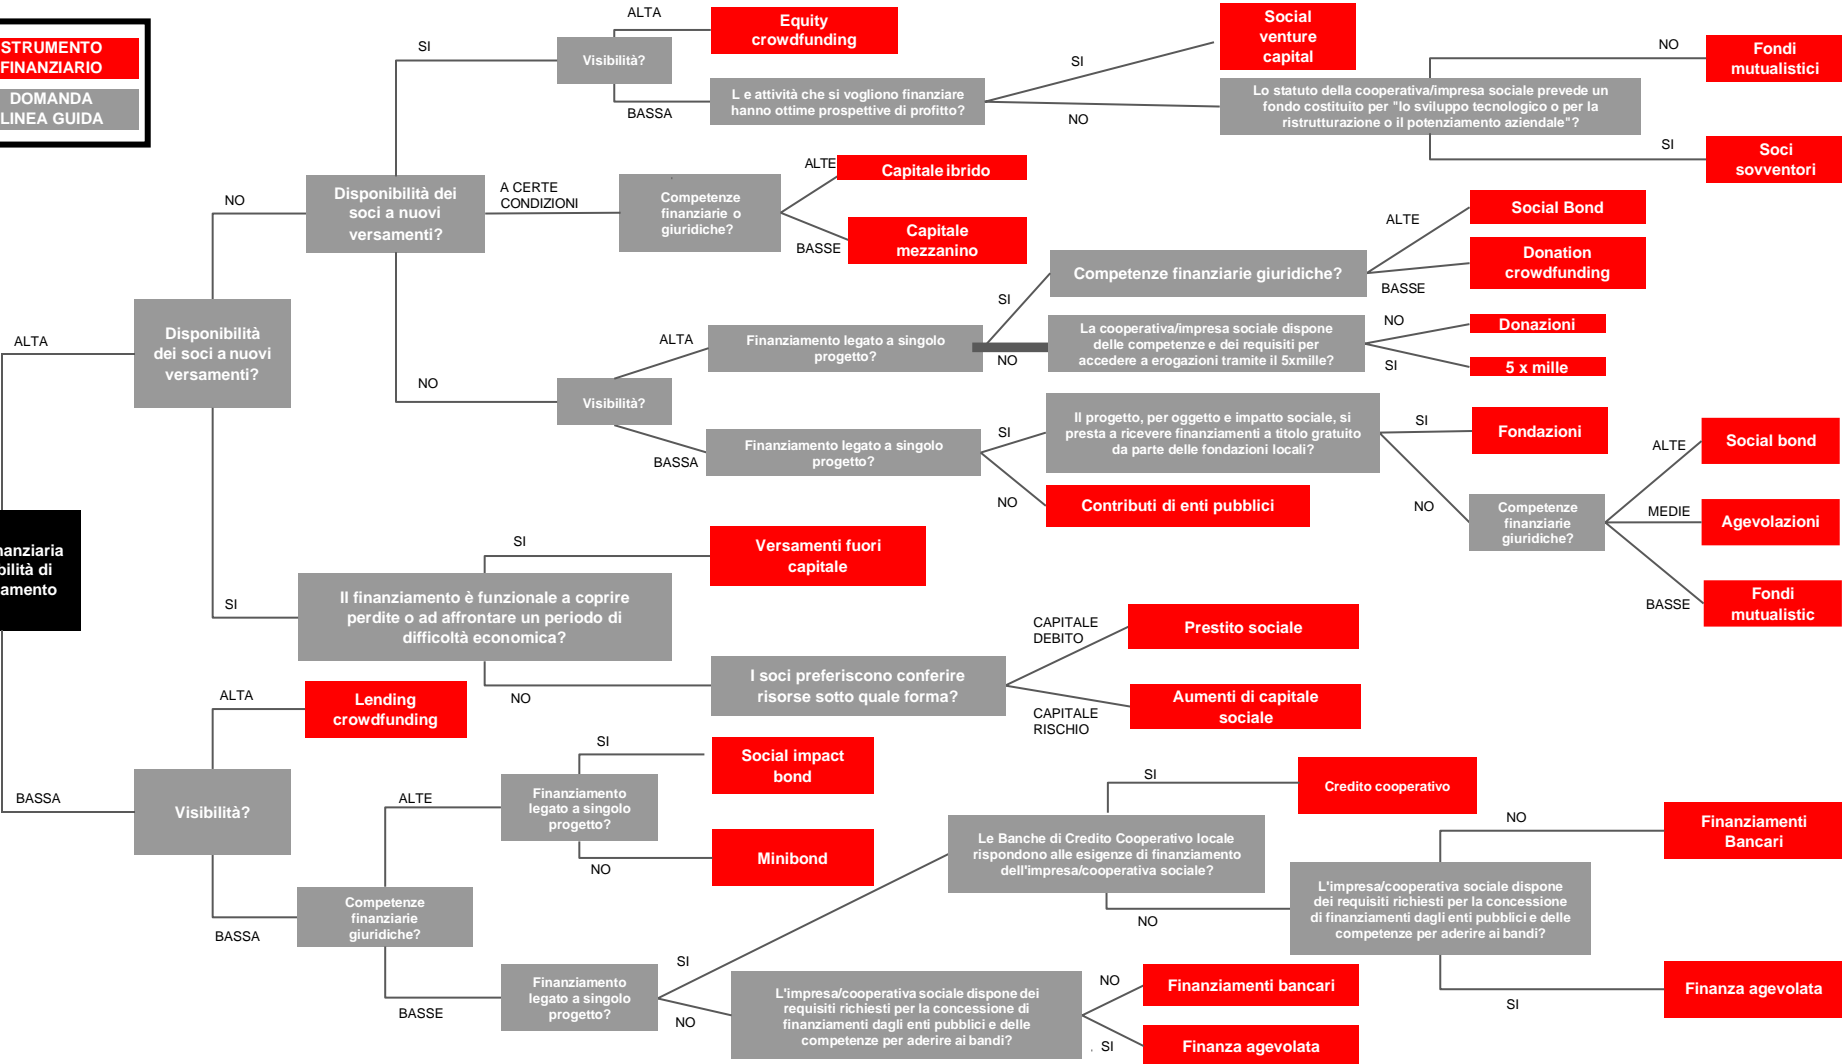 STRUMENTO
FINANZIARIO
DOMANDA
LINEA GUIDA
ALTA
Equity
crowdfunding
SI
Visibilità?
BASSA
L e attività che si vogliono finanziare
hanno ottime prospettive di profitto?
SI
NO
Social
venture
capital
Lo statuto della cooperativa/impresa sociale prevede un
fondo costituito per "lo sviluppo tecnologico o per la
ristrutturazione o il potenziamento aziendale"?
NO
Fondi
mutualistici
SI
Soci
sovventori
NO
Disponibilità dei
soci a nuovi
versamenti?
A CERTE
CONDIZIONI
Competenze
finanziarie o
giuridiche?
ALTE
Capitale ibrido
BASSE
Capitale
mezzanino
ALTA
Disponibilità
dei soci a nuovi
versamenti?
NO
Visibilità?
ALTA
Finanziamento legato a singolo
progetto?
SI
Competenze finanziarie giuridiche?
ALTE
Social Bond
BASSE
Donation
crowdfunding
NO
La cooperativa/impresa sociale dispone
delle competenze e dei requisiti per
accedere a erogazioni tramite il 5xmille?
NO
Donazioni
SI
5 x mille
BASSA
Finanziamento legato a singolo
progetto?
SI
Il progetto, per oggetto e impatto sociale, si
presta a ricevere finanziamenti a titolo gratuito
da parte delle fondazioni locali?
SI
Fondazioni
NO
Competenze
finanziarie
giuridiche?
ALTE
Social bond
MEDIE
Agevolazioni
BASSE
Fondi
mutualistic
NO
Contributi di enti pubblici
SI
Il finanziamento è funzionale a coprire
perdite o ad affrontare un periodo di
difficoltà economica?
SI
Versamenti fuori
capitale
NO
I soci preferiscono conferire
risorse sotto quale forma?
CAPITALE
DEBITO
Prestito sociale
CAPITALE
RISCHIO
Aumenti di capitale
sociale
nanziaria
bilità di
amento
BASSA
Visibilità?
ALTA
Lending
crowdfunding
BASSA
Competenze
finanziarie
giuridiche?
ALTE
Finanziamento
legato a singolo
progetto?
SI
Social impact
bond
NO
Minibond
BASSE
Finanziamento
legato a singolo
progetto?
SI
Le Banche di Credito Cooperativo locale
rispondono alle esigenze di finanziamento
dell'impresa/cooperativa sociale?
SI
Credito cooperativo
NO
L'impresa/cooperativa sociale dispone
dei requisiti richiesti per la concessione
di finanziamenti dagli enti pubblici e delle
competenze per aderire ai bandi?
NO
Finanziamenti
Bancari
SI
Finanza agevolata
NO
L'impresa/cooperativa sociale dispone dei
requisiti richiesti per la concessione di
finanziamenti dagli enti pubblici e delle
competenze per aderire ai bandi?
NO
Finanziamenti bancari
SI
Finanza agevolata